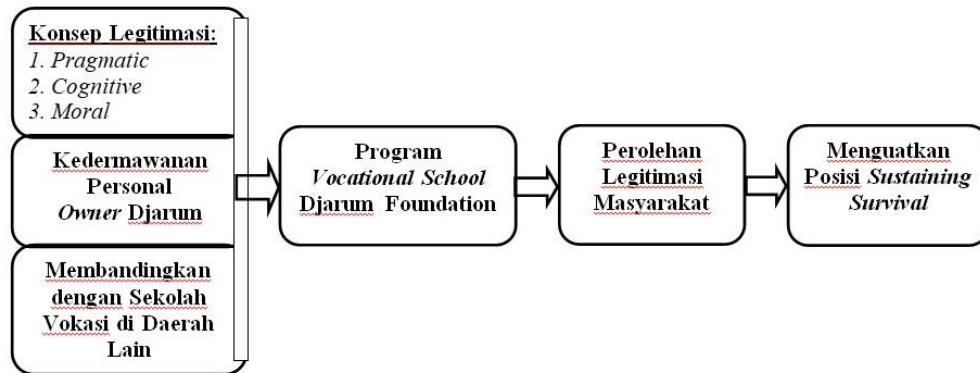 Konsep Legitimasi:
1. Pragmatic
2. Cognitive
3. Moral
Kedermawanan
Personal
Owner Djarum
Membandingkan
dengan Sekolah
Vokasi di Daerah
Lain
Program
Vocational School
Djarum Foundation
Perolehan
Legitimasi
Masyarakat
Menguatkan
Posisi Sustaining
Survival